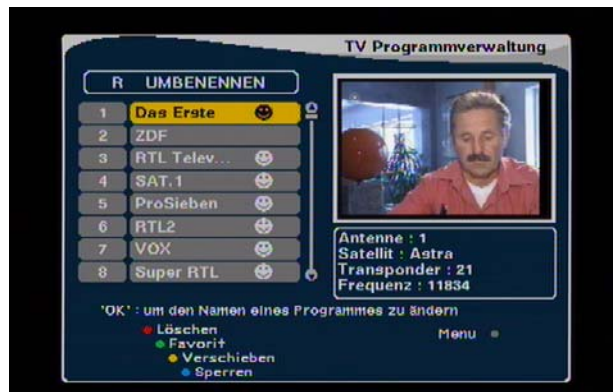 TV Programmverwaltung
R UMBENENNEN
1 Das Erste
2 ZDF
3 RTL Telev...
4 SAT.1
5 ProSieben
6 RTL2
7 VOX
8 Super RTL
Antenne : 1
Satellit : Astra
Transponder : 21
Frequenz : 11834
'OK' : um den Namen eines Programmes zu ändern
Löschen
Menu
Favorit
Verschieben
Sperren